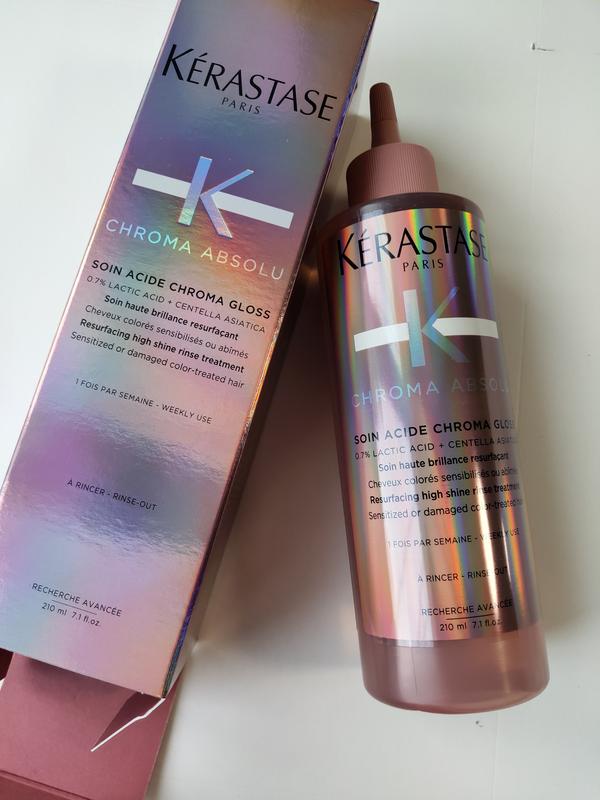 KÉRASTASE
PARIS
K
CHROMA ABSOLU
SOIN ACIDE CHROMA GLOSS
0.7% LACTIC ACID + CENTELLA ASIATICA
Soin haute brillance resurfaçant
Cheveux colorés sensibilisés ou abîmés
Resurfacing high shine rinse treatment
Sensitized or damaged color-treated hair
1 FOIS PAR SEMAINE - WEEKLY USE
À RINCER - RINSE-OUT
RECHERCHE AVANCÉE
210 ml 7.1 fl.oz.
KÉRASTASE
PARIS
K
CHROMA ABSOLU
SOIN ACIDE CHROMA GLOSS
0.7% LACTIC ACID + CENTELLA ASIATICA
Soin haute brillance resurfaçant
Cheveux colorés sensibilisés ou abîmés
Resurfacing high shine rinse treatment
Sensitized or damaged color-treated hair
1 FOIS PAR SEMAINE - WEEKLY USE
À RINCER - RINSE-OUT
RECHERCHE AVANCÉE
210 ml 7.1 fl.oz.